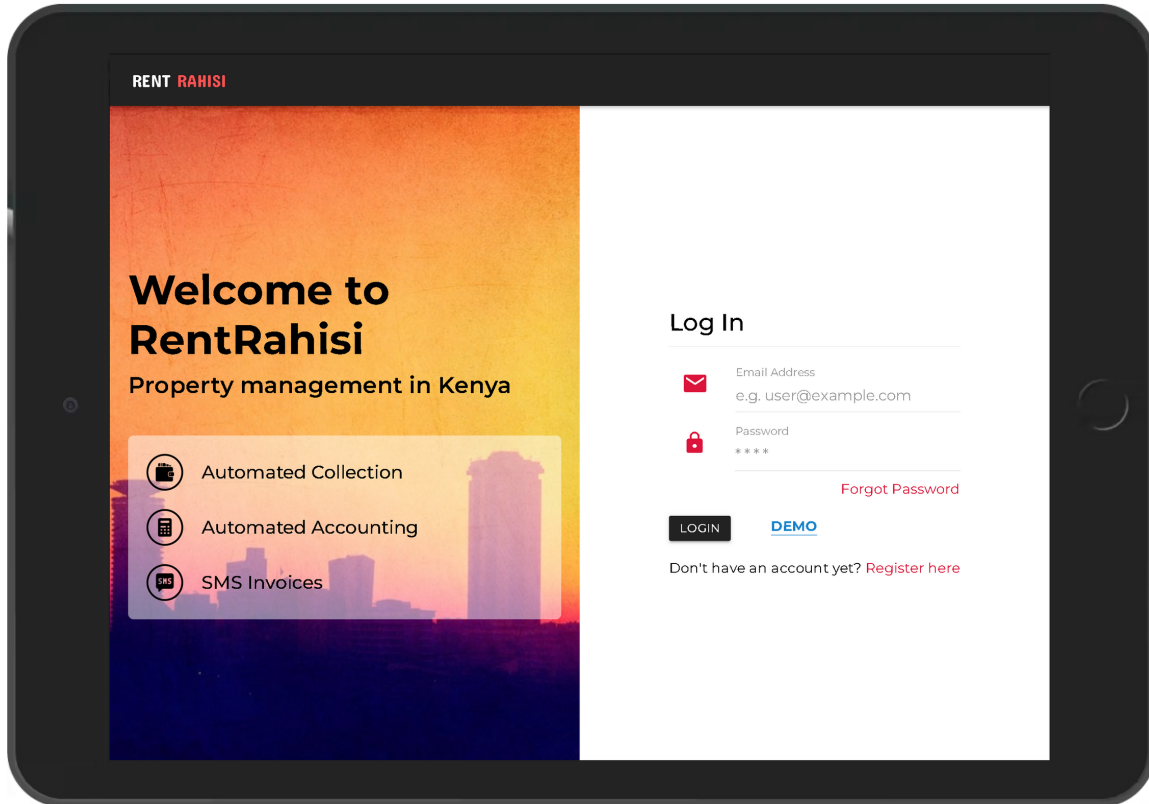 RENT RAHISI
Welcome to
RentRahisi
Property management in Kenya
Automated Collection
Automated Accounting
SMS
SMS Invoices
Log In
Email Address
e.g. user@example.com
Password
****
Forgot Password
LOGIN
DEMO
Don't have an account yet? Register here